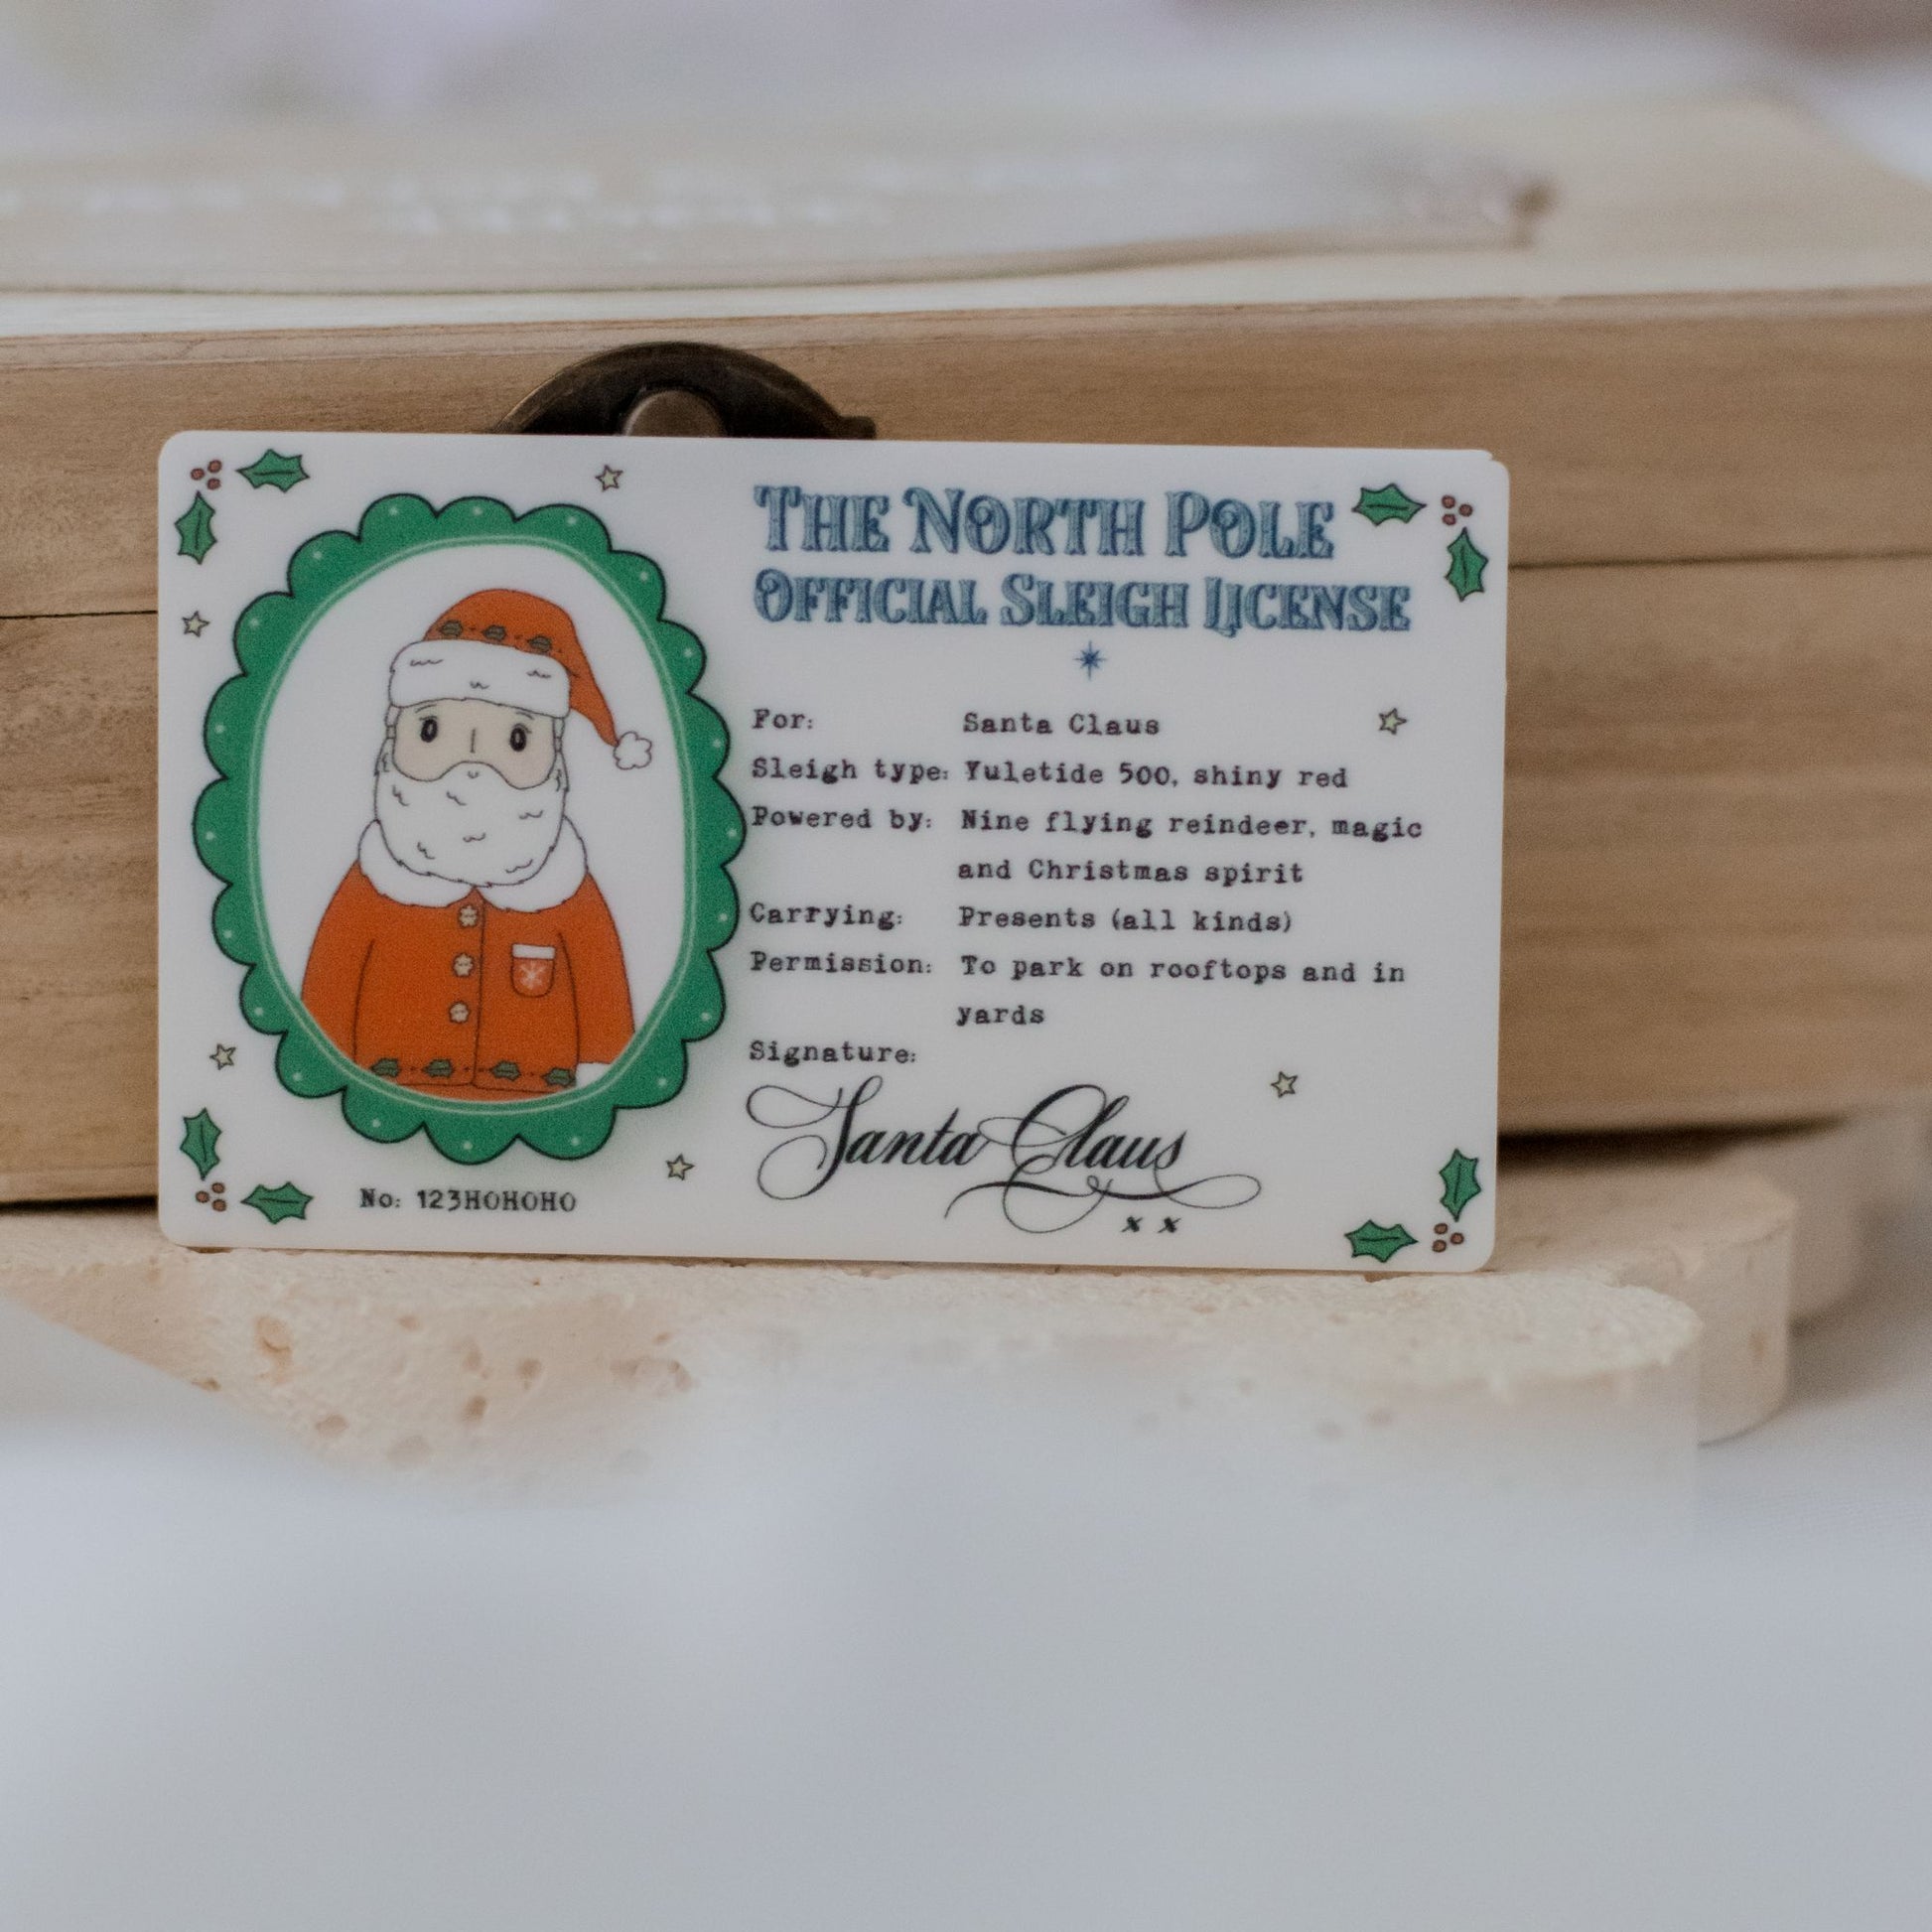 The North Pole
Official Sleigh License
For: Santa Claus
Sleigh type: Yuletide 500, shiny red
Powered by: Nine flying reindeer, magic
and Christmas spirit
Carrying: Presents (all kinds)
Permission: To park on rooftops and in
yards
Signature:
Santa Claus
x x
No: 123HOHOHO